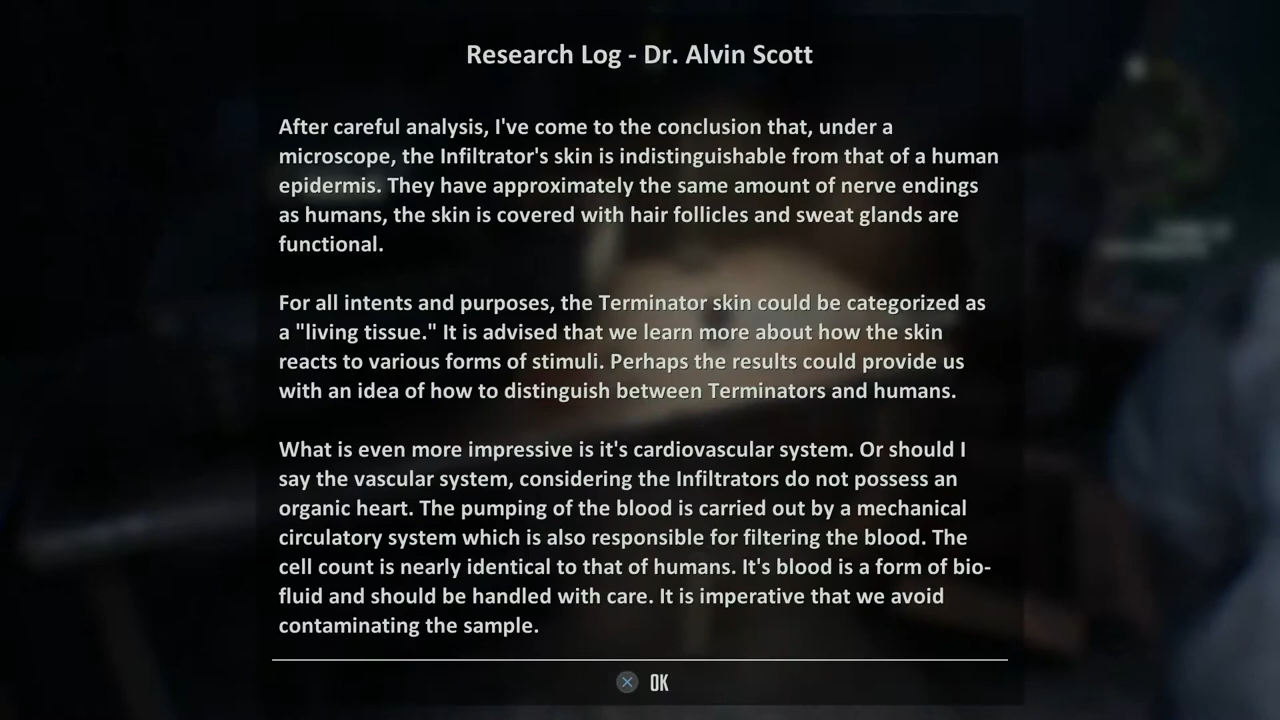 Research Log - Dr. Alvin Scott
After careful analysis, I've come to the conclusion that, under a
microscope, the Infiltrator's skin is indistinguishable from that of a human
epidermis. They have approximately the same amount of nerve endings
as humans, the skin is covered with hair follicles and sweat glands are
functional.
For all intents and purposes, the Terminator skin could be categorized as
a "living tissue." It is advised that we learn more about how the skin
reacts to various forms of stimuli. Perhaps the results could provide us
with an idea of how to distinguish between Terminators and humans.
What is even more impressive is it's cardiovascular system. Or should I
say the vascular system, considering the Infiltrators do not possess an
organic heart. The pumping of the blood is carried out by a mechanical
circulatory system which is also responsible for filtering the blood. The
cell count is nearly identical to that of humans. It's blood is a form of bio-
fluid and should be handled with care. It is imperative that we avoid
contaminating the sample.
OK